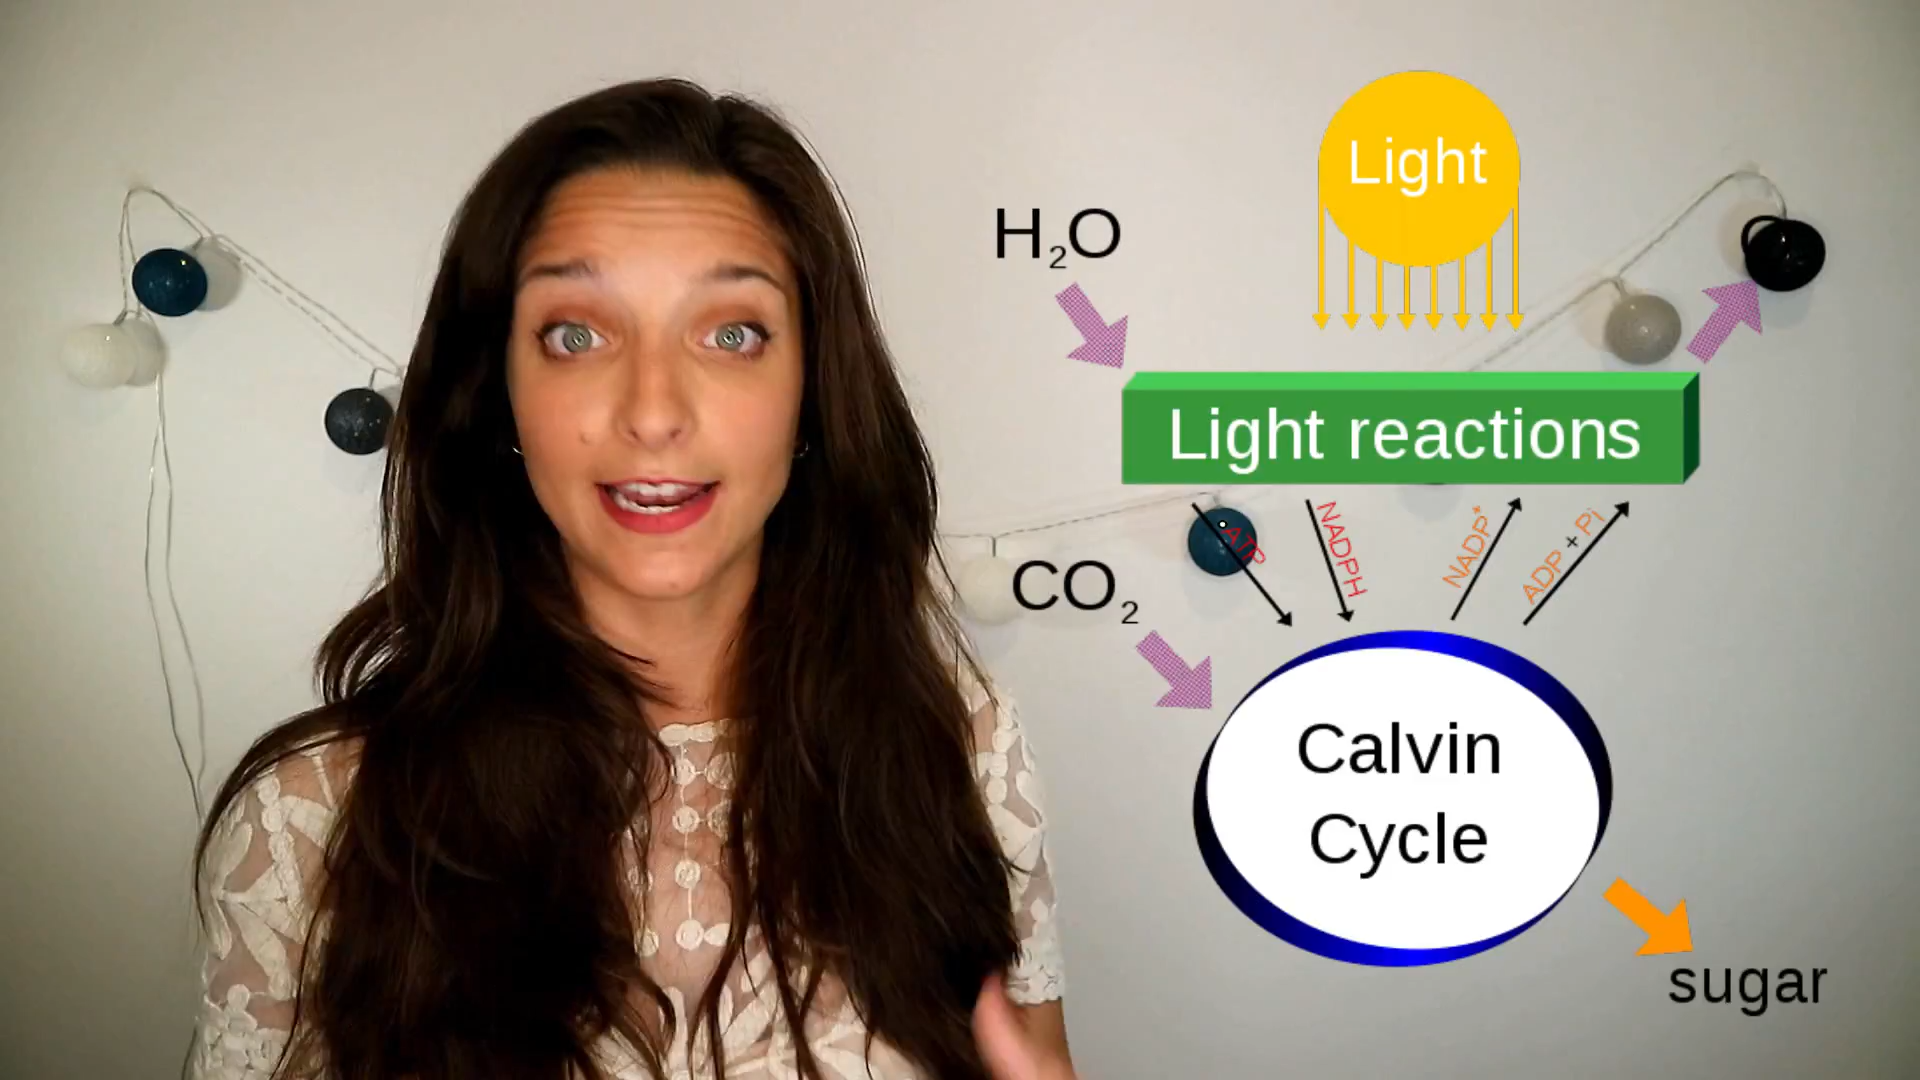 Light
H₂O
Light reactions
ATP
NADPH
NADP⁺
ADP + Pi
CO₂
Calvin
Cycle
sugar